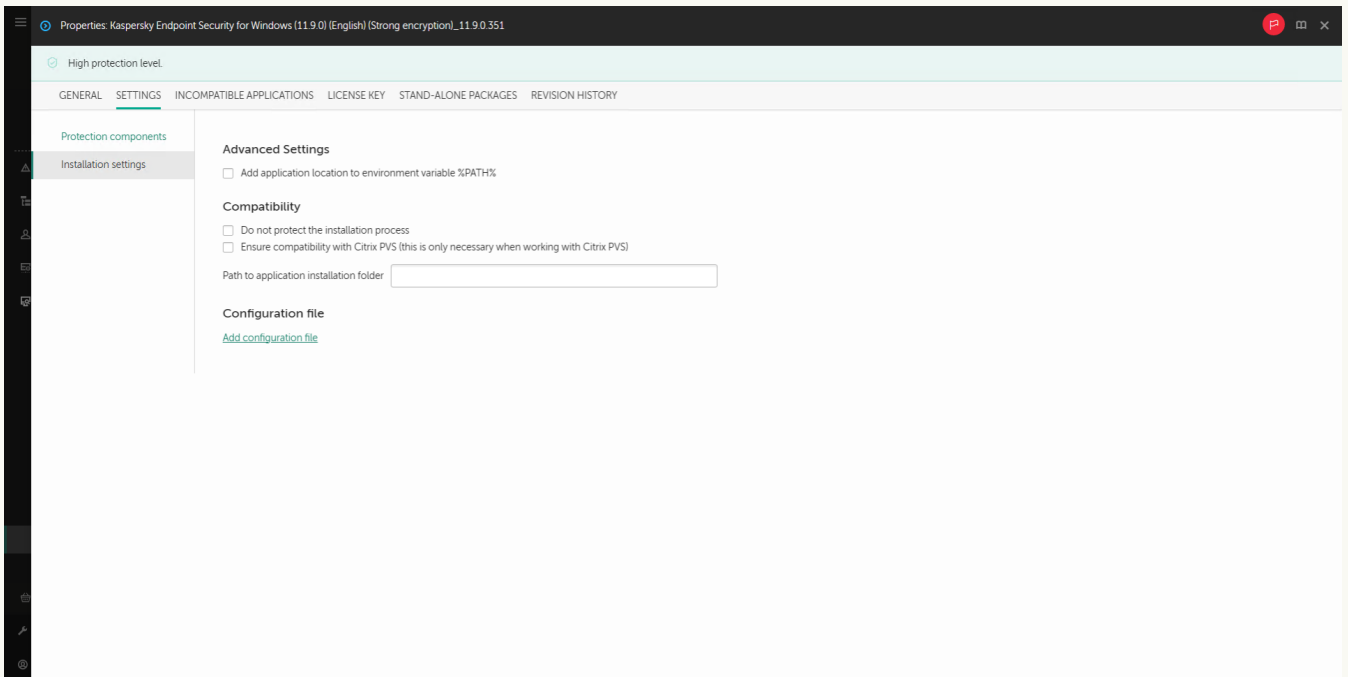 Properties: Kaspersky Endpoint Security for Windows (11.9.0) (English) (Strong encryption)_11.9.0.351
High protection level.
GENERAL SETTINGS INCOMPATIBLE APPLICATIONS LICENSE KEY STAND-ALONE PACKAGES REVISION HISTORY
Protection components
Installation settings
Advanced Settings
Add application location to environment variable %PATH%
Compatibility
Do not protect the installation process
Ensure compatibility with Citrix PVS (this is only necessary when working with Citrix PVS)
Path to application installation folder
Configuration file
Add configuration file